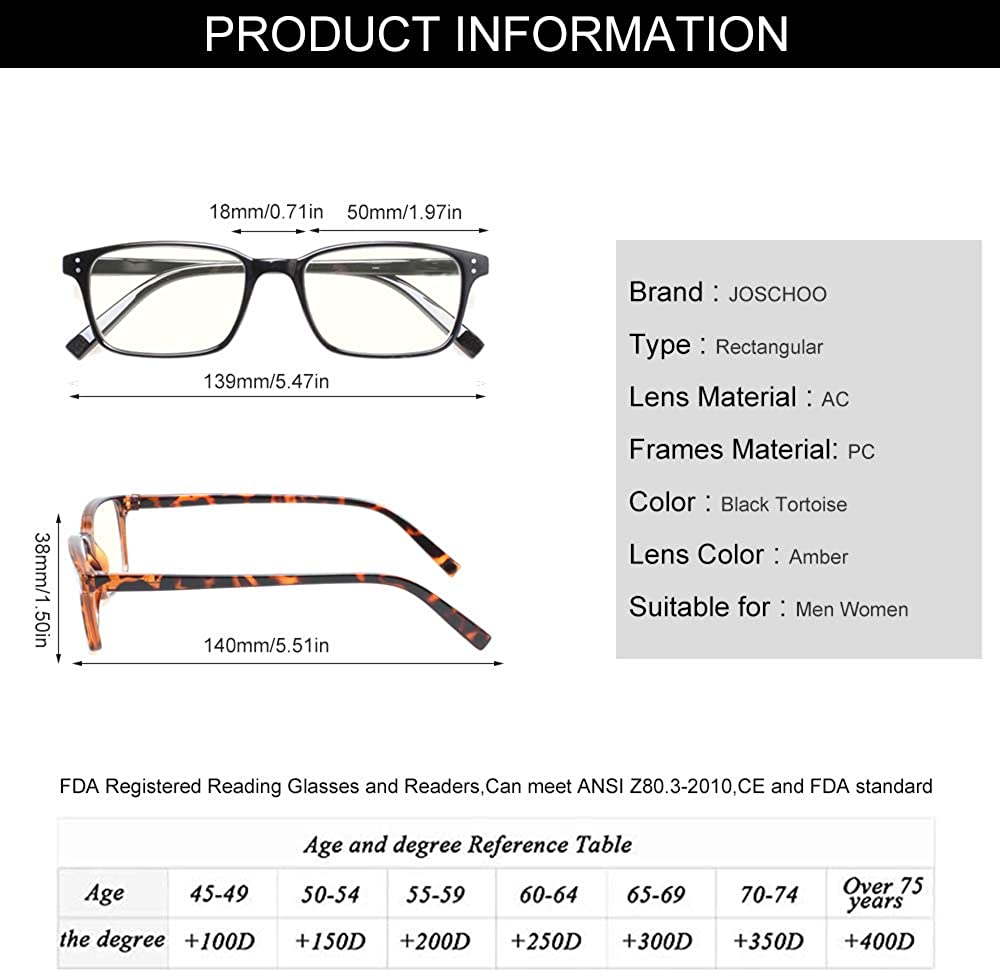 PRODUCT INFORMATION
18mm/0.71in 50mm/1.97in
139mm/5.47in
38mm/1.50in
140mm/5.51in
Brand : JOSCHOO
Type : Rectangular
Lens Material : AC
Frames Material: PC
Color : Black Tortoise
Lens Color : Amber
Suitable for : Men Women
FDA Registered Reading Glasses and Readers,Can meet ANSI Z80.3-2010,CE and FDA standard
Age and degree Reference Table
Age 45-49 50-54 55-59 60-64 65-69 70-74 Over 75 years
the degree +100D +150D +200D +250D +300D +350D +400D